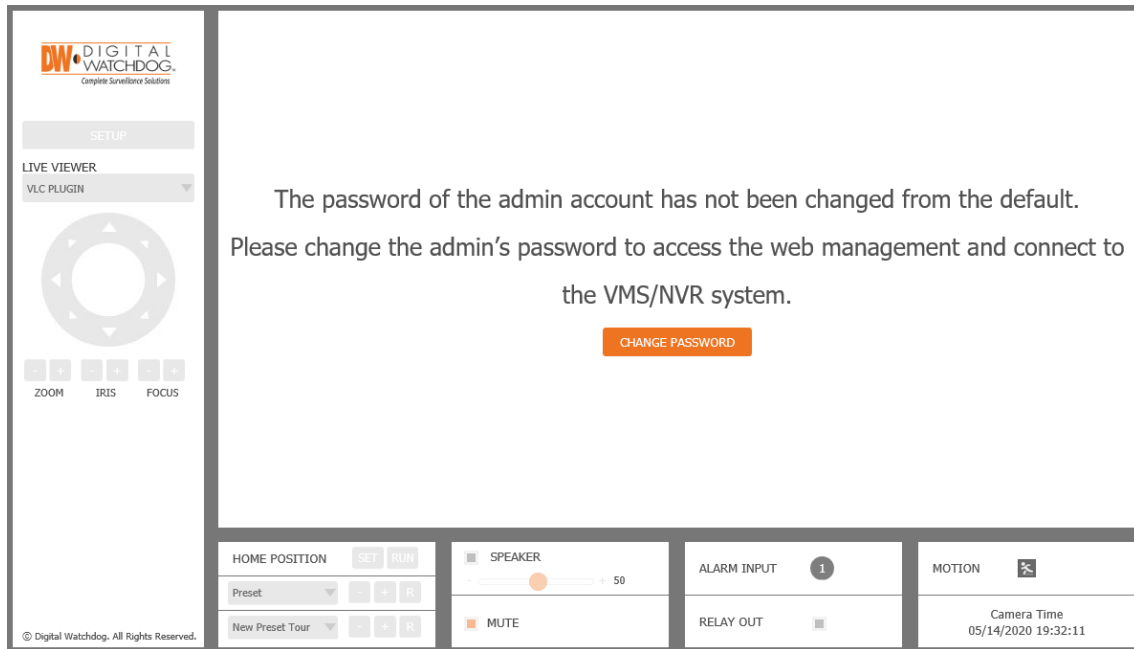 DW DIGITAL
WATCHDOG®
Complete Surveillance Solutions
SETUP
LIVE VIEWER
VLC PLUGIN
- + - + - +
ZOOM IRIS FOCUS
© Digital Watchdog. All Rights Reserved.
The password of the admin account has not been changed from the default.
Please change the admin’s password to access the web management and connect to
the VMS/NVR system.
CHANGE PASSWORD
HOME POSITION SET RUN
Preset - + R
New Preset Tour - + R
SPEAKER
- + 50
MUTE
ALARM INPUT 1
RELAY OUT
MOTION
Camera Time
05/14/2020 19:32:11